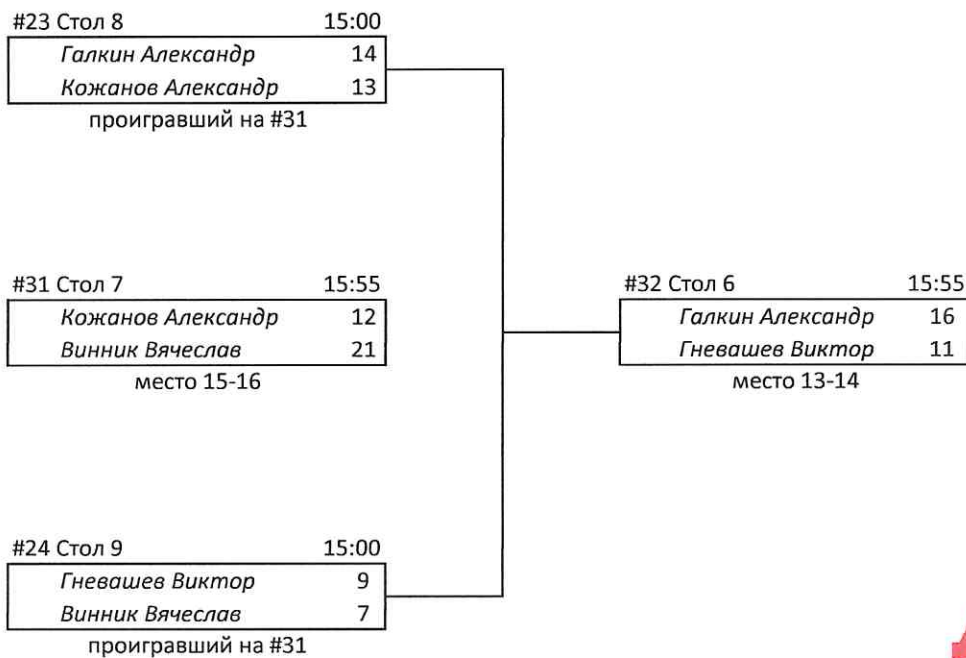 #23 Стол 8 15:00
Галкин Александр 14
Кожанов Александр 13
проигравший на #31
#31 Стол 7 15:55
Кожанов Александр 12
Винник Вячеслав 21
место 15-16
#32 Стол 6 15:55
Галкин Александр 16
Гневашев Виктор 11
место 13-14
#24 Стол 9 15:00
Гневашев Виктор 9
Винник Вячеслав 7
проигравший на #31